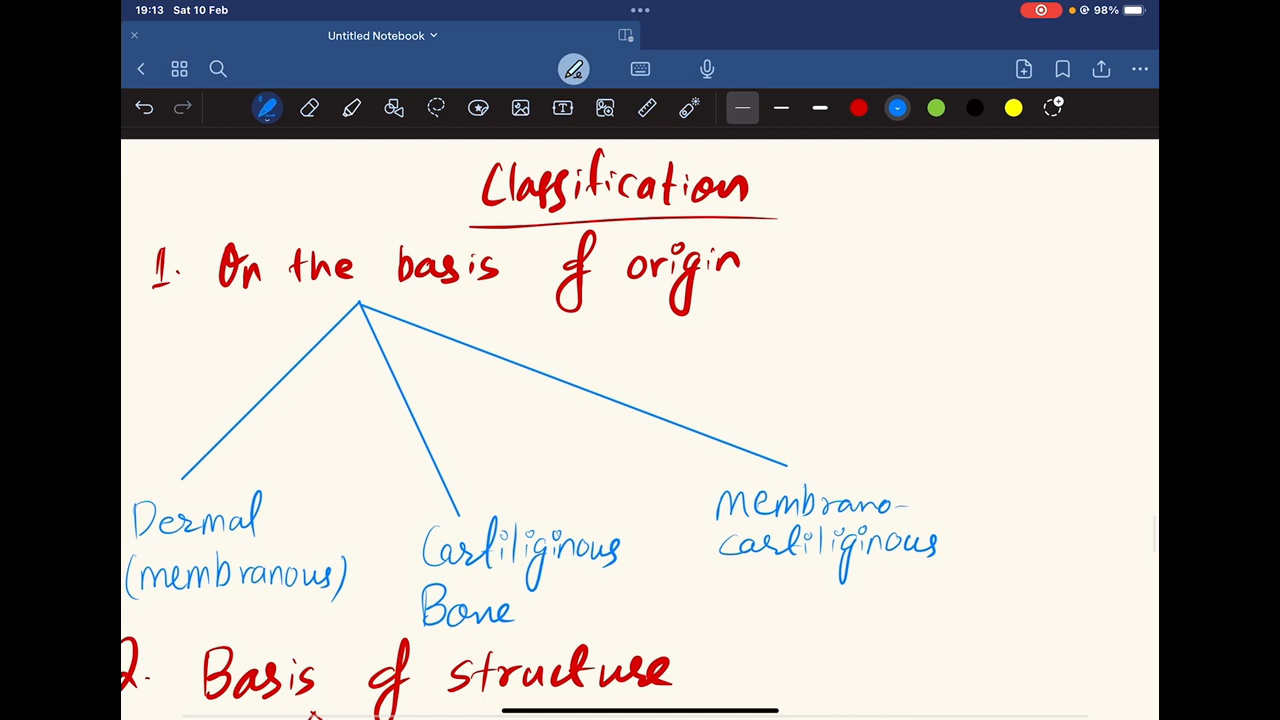 19:13 Sat 10 Feb
98%
Untitled Notebook
Classification
1. On the basis of origin
Dermal
(membranous)
Cartiliginous
Bone
Membrano-
cartiliginous
2. Basis of structure